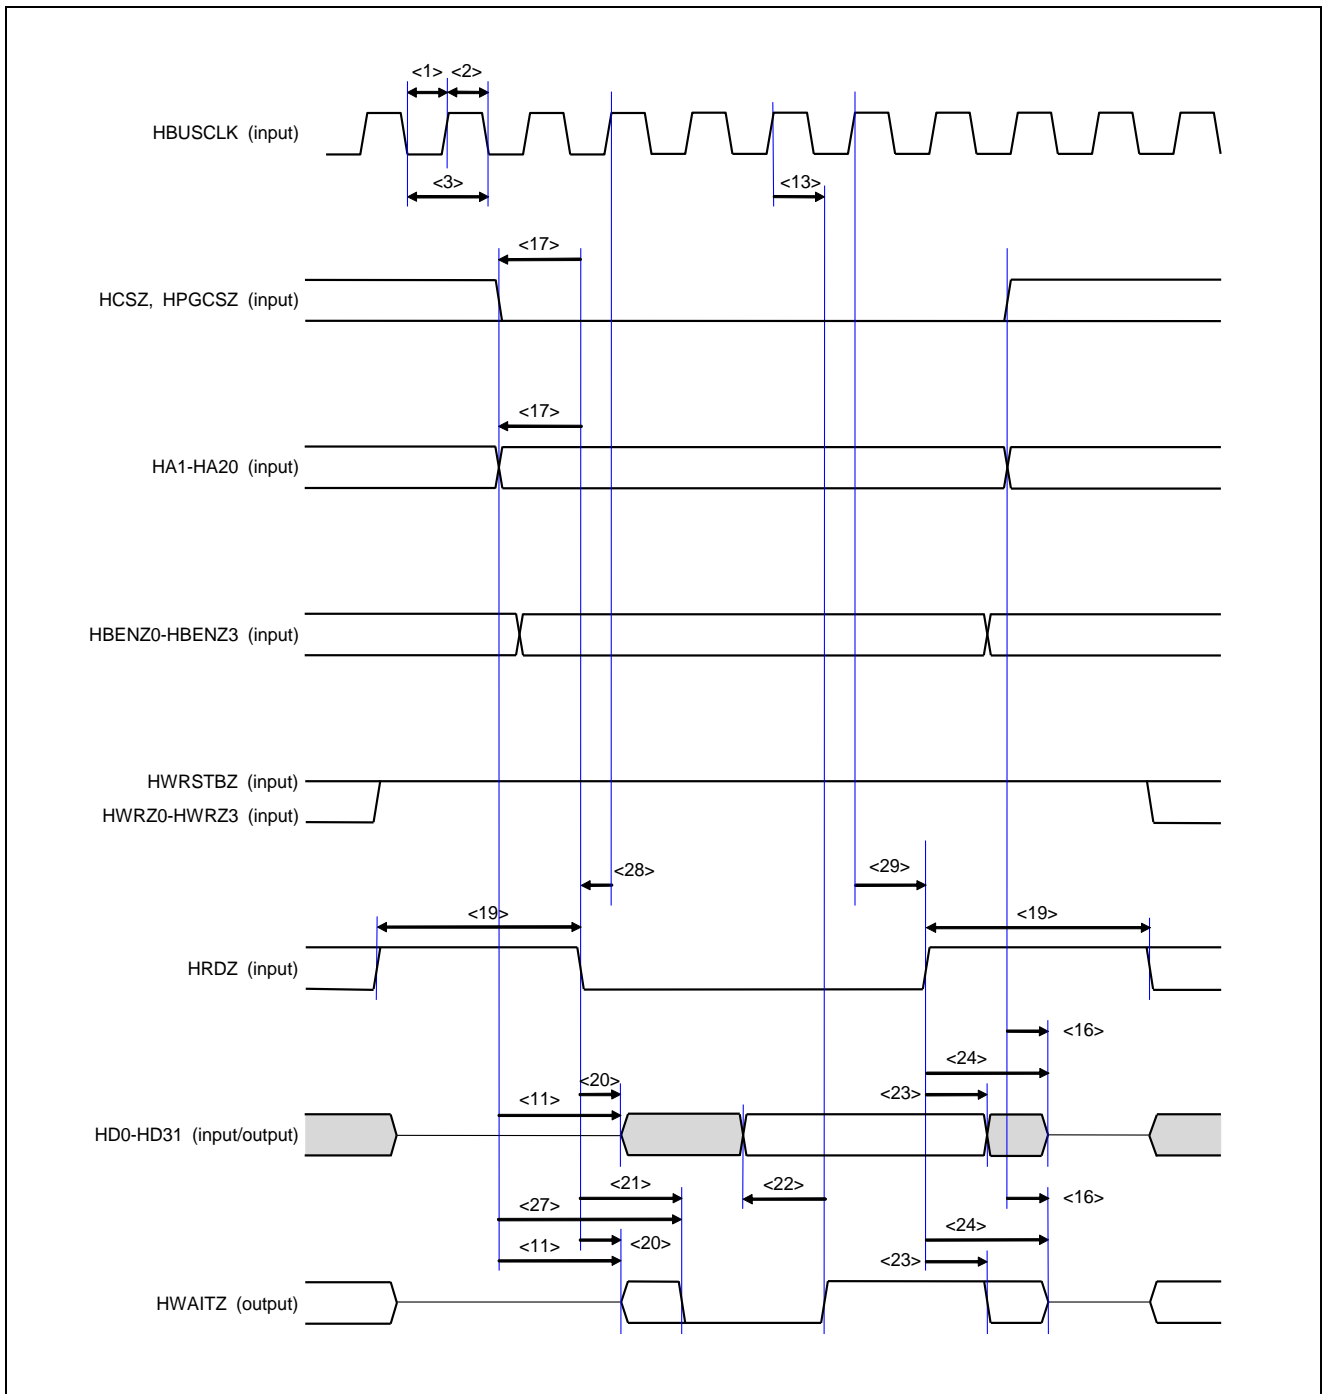 <1> <2>
HBUSCLK (input)
<3> <13>
<17>
HCSZ, HPGCSZ (input)
<17>
HA1-HA20 (input)
HBENZ0-HBENZ3 (input)
HWRSTBZ (input)
HWRZ0-HWRZ3 (input)
<28> <29>
<19> <19>
HRDZ (input)
<16>
<24>
<20> <23>
<11>
HD0-HD31 (input/output)
<21> <22> <16>
<27>
<24>
<20>
<11> <23>
HWAITZ (output)